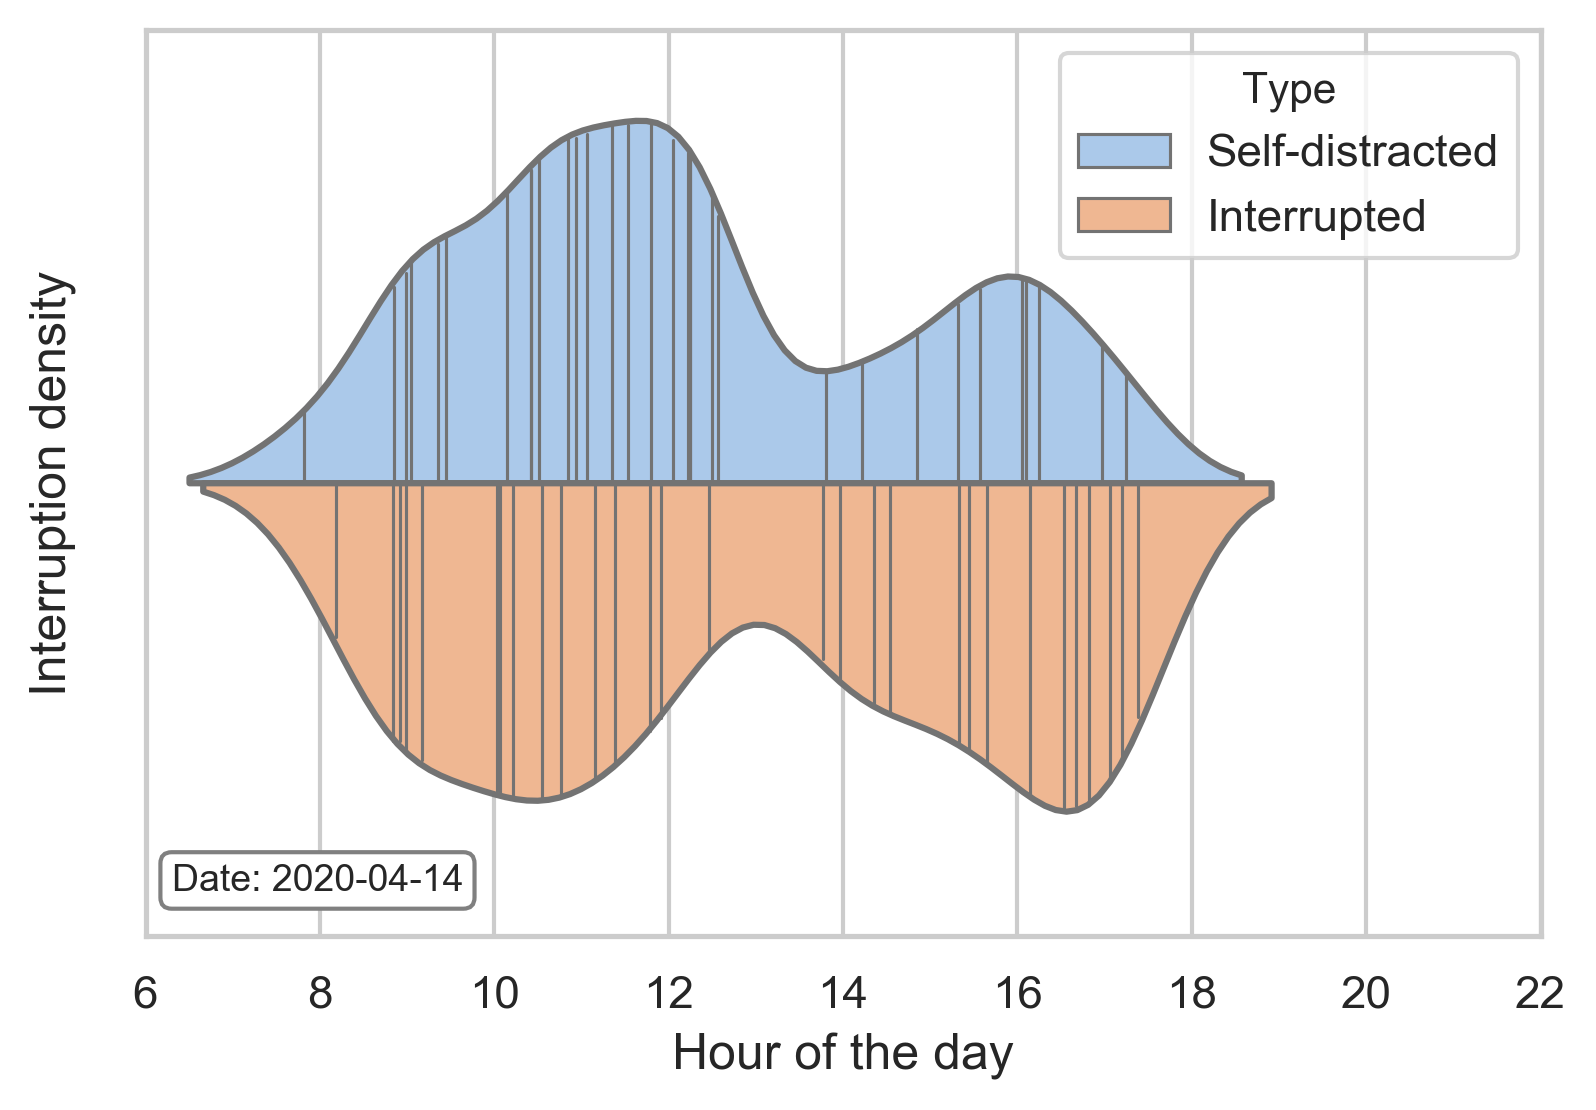 Type
Self-distracted
Interrupted
Interruption density
Date: 2020-04-14
6 8 10 12 14 16 18 20 22
Hour of the day